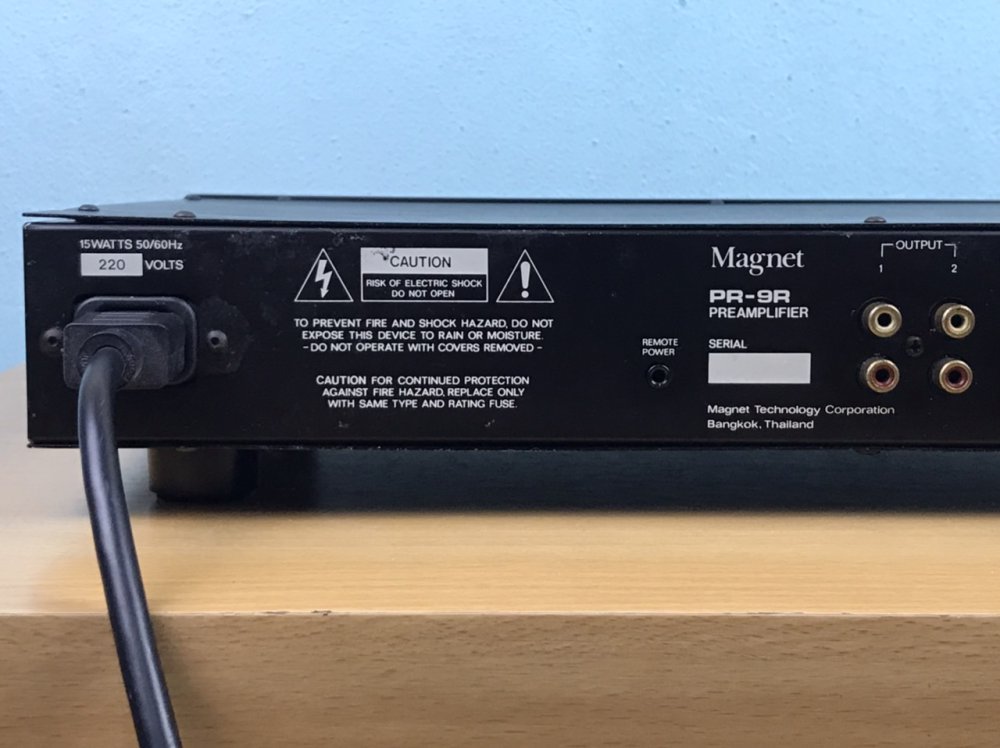 15WATTS 50/60Hz
220 VOLTS
CAUTION
RISK OF ELECTRIC SHOCK
DO NOT OPEN
TO PREVENT FIRE AND SHOCK HAZARD, DO NOT
EXPOSE THIS DEVICE TO RAIN OR MOISTURE.
- DO NOT OPERATE WITH COVERS REMOVED -
CAUTION FOR CONTINUED PROTECTION
AGAINST FIRE HAZARD, REPLACE ONLY
WITH SAME TYPE AND RATING FUSE.
REMOTE
POWER
Magnet
PR-9R
PREAMPLIFIER
SERIAL
Magnet Technology Corporation
Bangkok, Thailand
OUTPUT
1 2